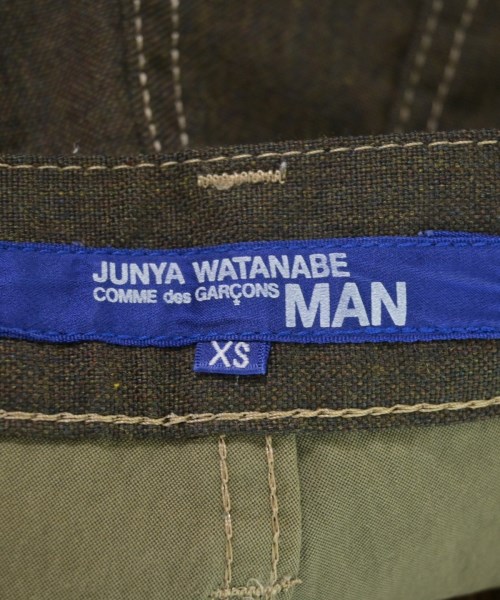 JUNYA WATANABE
COMME des GARÇONS MAN
XS